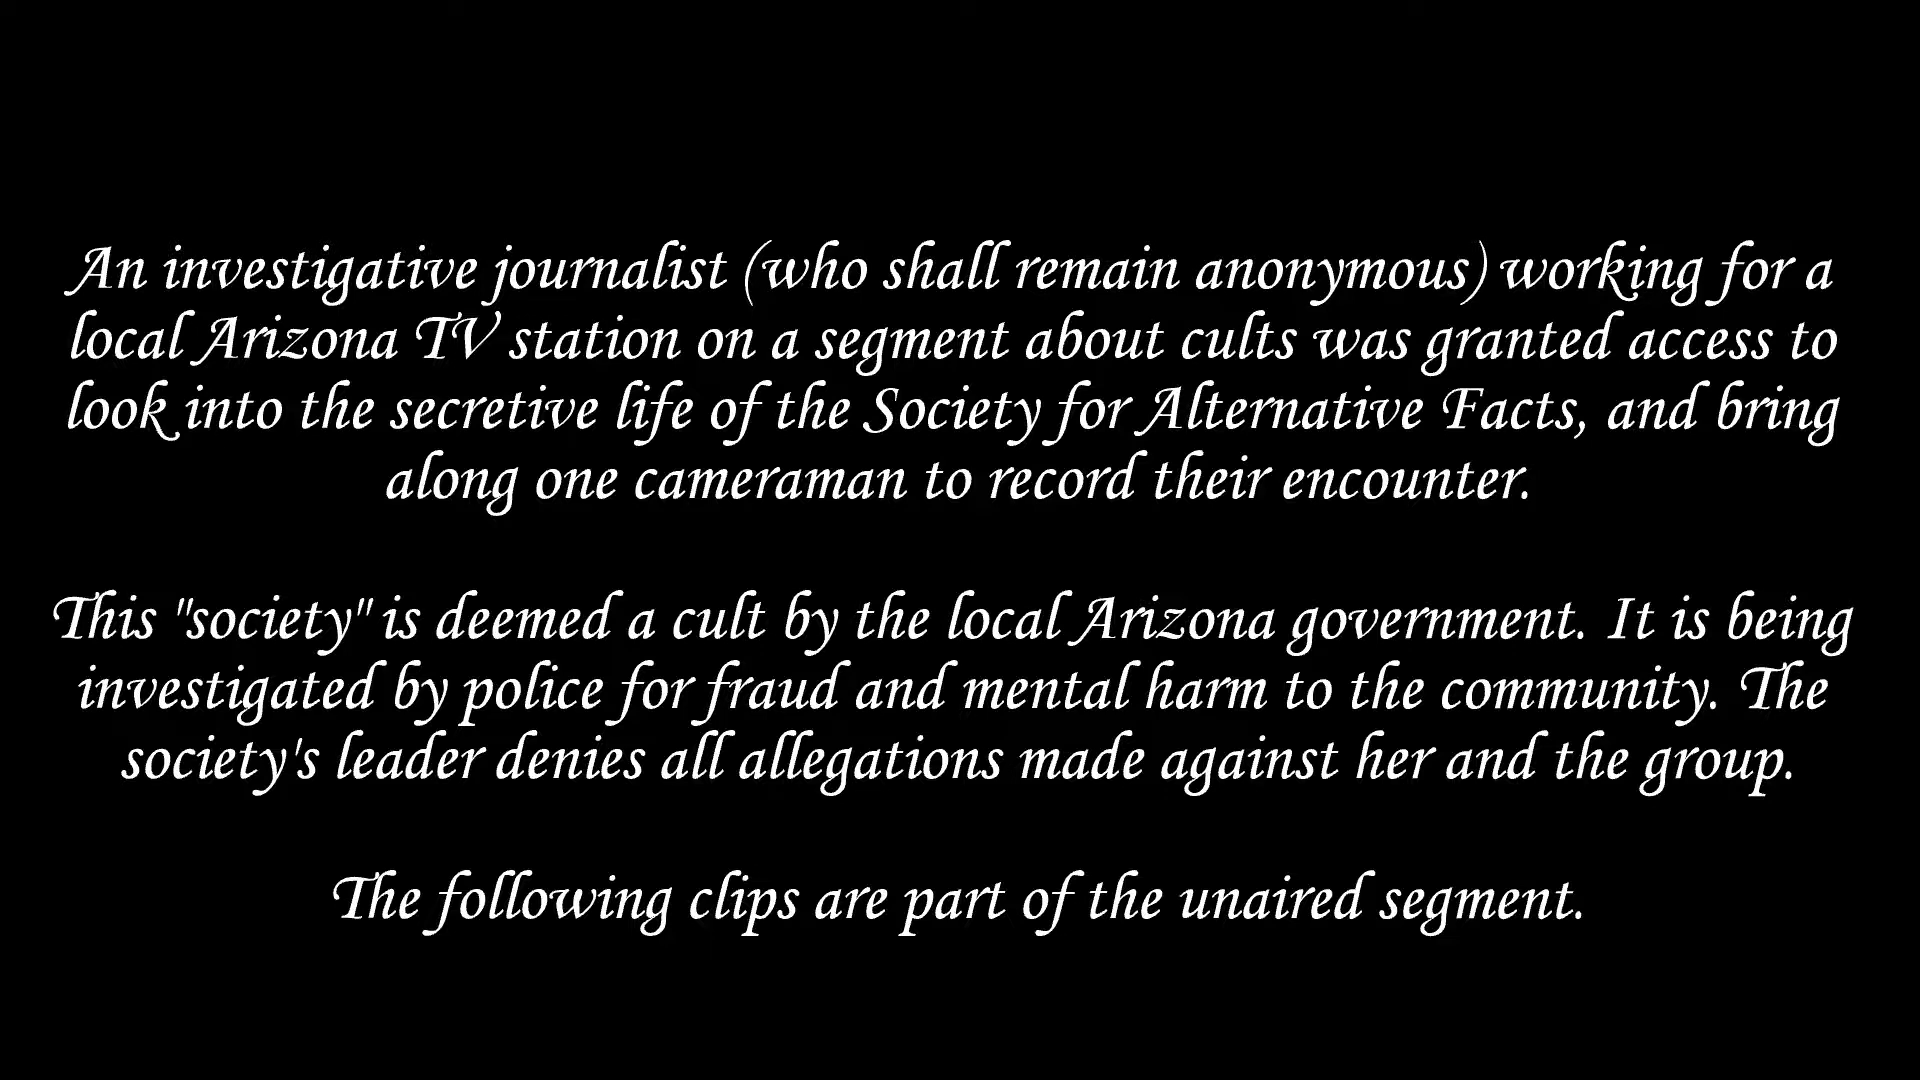 An investigative journalist (who shall remain anonymous) working for a
local Arizona TV station on a segment about cults was granted access to
look into the secretive life of the Society for Alternative Facts, and bring
along one cameraman to record their encounter.
This "society" is deemed a cult by the local Arizona government. It is being
investigated by police for fraud and mental harm to the community. The
society's leader denies all allegations made against her and the group.
The following clips are part of the unaired segment.